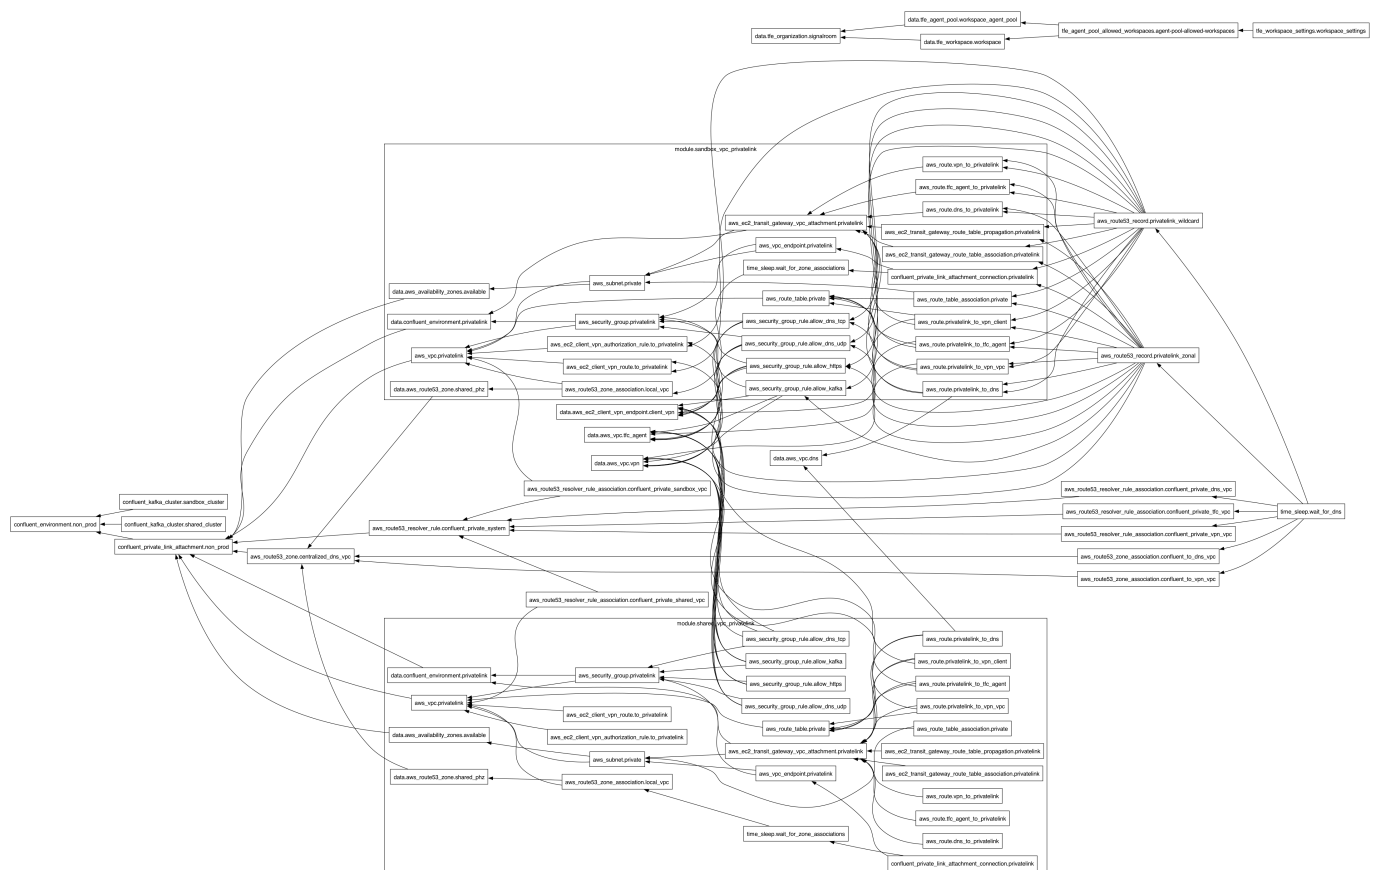 data.tfe_agent_pool.workspace_agent_pool
tfe_agent_pool_allowed_workspaces.agent-pool-allowed-workspaces
tfe_workspace_settings.workspace_settings
data.tfe_organization.signalroom
data.tfe_workspace.workspace
module.sandbox_vpc_privatelink
aws_route.vpn_to_privatelink
aws_route.tfc_agent_to_privatelink
aws_route.dns_to_privatelink
aws_ec2_transit_gateway_vpc_attachment.privatelink
aws_route53_record.privatelink_wildcard
aws_ec2_transit_gateway_route_table_propagation.privatelink
aws_vpc_endpoint.privatelink
aws_ec2_transit_gateway_route_table_association.privatelink
time_sleep.wait_for_zone_associations
confluent_private_link_attachment_connection.privatelink
aws_subnet.private
data.aws_availability_zones.available
aws_route_table.private
aws_route_table_association.private
data.confluent_environment.privatelink
aws_security_group.privatelink
aws_security_group_rule.allow_dns_tcp
aws_route.privatelink_to_vpn_client
aws_ec2_client_vpn_authorization_rule.to_privatelink
aws_security_group_rule.allow_dns_udp
aws_route.privatelink_to_tfc_agent
aws_vpc.privatelink
aws_route53_record.privatelink_zonal
aws_ec2_client_vpn_route.to_privatelink
aws_security_group_rule.allow_https
aws_route.privatelink_to_vpn_vpc
data.aws_route53_zone.shared_phz
aws_route53_zone_association.local_vpc
aws_security_group_rule.allow_kafka
aws_route.privatelink_to_dns
data.aws_ec2_client_vpn_endpoint.client_vpn
data.aws_vpc.tfc_agent
data.aws_vpc.vpn
data.aws_vpc.dns
aws_route53_resolver_rule_association.confluent_private_sandbox_vpc
aws_route53_resolver_rule_association.confluent_private_dns_vpc
confluent_kafka_cluster.sandbox_cluster
aws_route53_resolver_rule_association.confluent_private_tfc_vpc
time_sleep.wait_for_dns
confluent_environment.non_prod
confluent_kafka_cluster.shared_cluster
aws_route53_resolver_rule.confluent_private_system
aws_route53_resolver_rule_association.confluent_private_vpn_vpc
confluent_private_link_attachment.non_prod
aws_route53_zone.centralized_dns_vpc
aws_route53_zone_association.confluent_to_dns_vpc
aws_route53_zone_association.confluent_to_vpn_vpc
aws_route53_resolver_rule_association.confluent_private_shared_vpc
module.shared_vpc_privatelink
aws_security_group_rule.allow_dns_tcp
aws_route.privatelink_to_dns
aws_security_group_rule.allow_kafka
aws_route.privatelink_to_vpn_client
data.confluent_environment.privatelink
aws_security_group.privatelink
aws_security_group_rule.allow_https
aws_route.privatelink_to_tfc_agent
aws_vpc.privatelink
aws_security_group_rule.allow_dns_udp
aws_route.privatelink_to_vpn_vpc
aws_ec2_client_vpn_route.to_privatelink
aws_route_table.private
aws_route_table_association.private
data.aws_availability_zones.available
aws_ec2_client_vpn_authorization_rule.to_privatelink
aws_ec2_transit_gateway_vpc_attachment.privatelink
aws_ec2_transit_gateway_route_table_propagation.privatelink
aws_subnet.private
aws_vpc_endpoint.privatelink
aws_ec2_transit_gateway_route_table_association.privatelink
data.aws_route53_zone.shared_phz
aws_route53_zone_association.local_vpc
aws_route.vpn_to_privatelink
aws_route.tfc_agent_to_privatelink
time_sleep.wait_for_zone_associations
aws_route.dns_to_privatelink
confluent_private_link_attachment_connection.privatelink